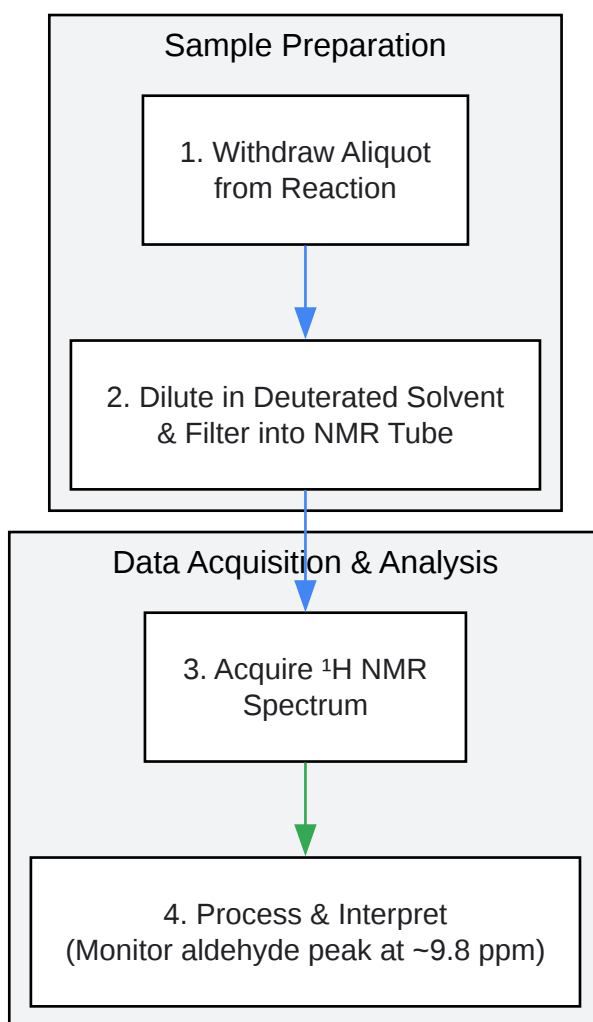 Sample Preparation
1. Withdraw Aliquot
from Reaction
2. Dilute in Deuterated Solvent
& Filter into NMR Tube
Data Acquisition & Analysis
3. Acquire ¹H NMR
Spectrum
4. Process & Interpret
(Monitor aldehyde peak at ~9.8 ppm)